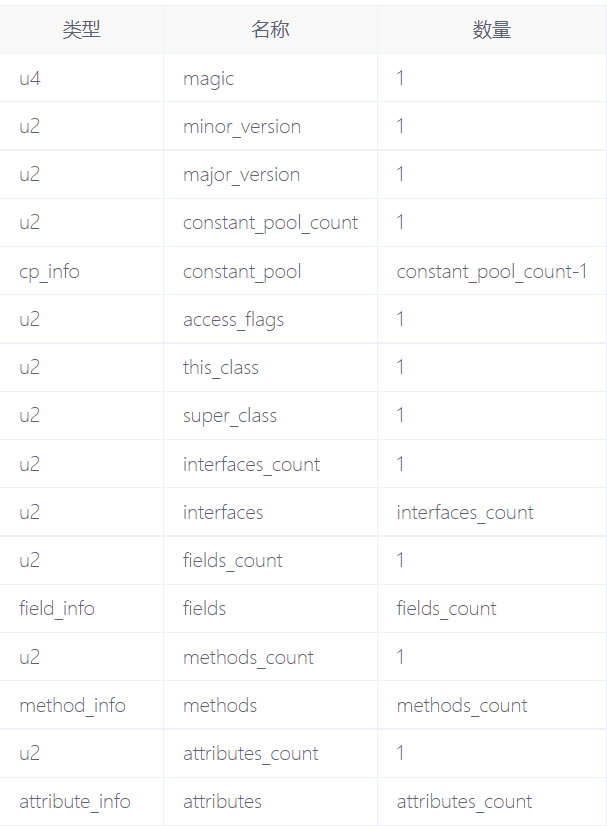 类型 名称 数量
u4 magic 1
u2 minor_version 1
u2 major_version 1
u2 constant_pool_count 1
cp_info constant_pool constant_pool_count-1
u2 access_flags 1
u2 this_class 1
u2 super_class 1
u2 interfaces_count 1
u2 interfaces interfaces_count
u2 fields_count 1
field_info fields fields_count
u2 methods_count 1
method_info methods methods_count
u2 attributes_count 1
attribute_info attributes attributes_count